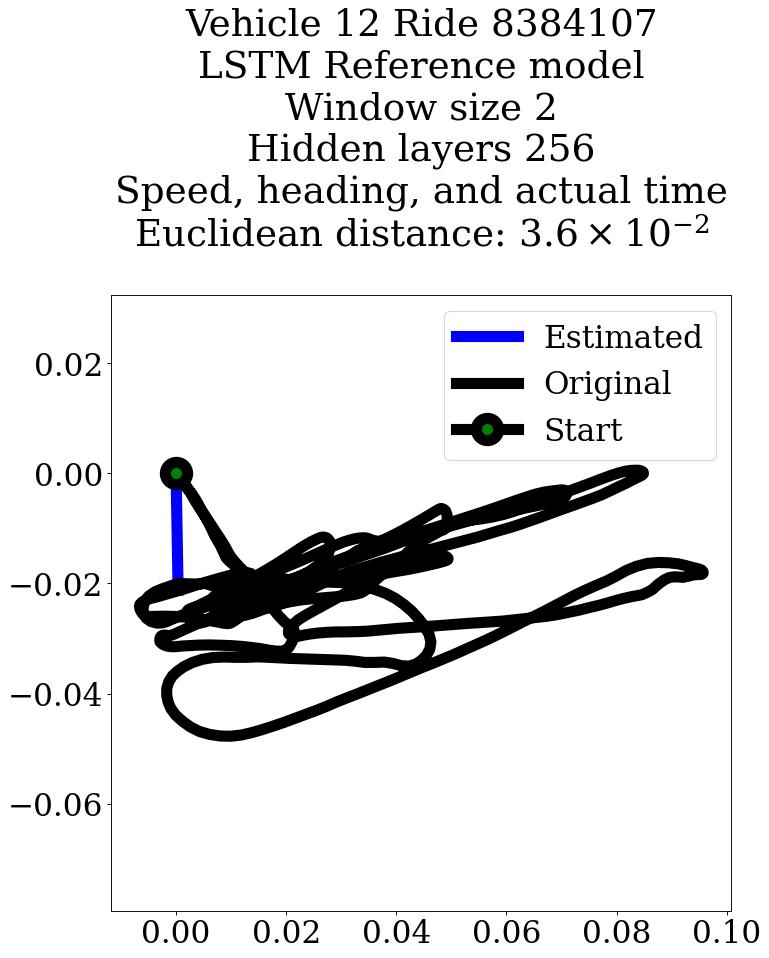 Vehicle 12 Ride 8384107
LSTM Reference model
Window size 2
Hidden layers 256
Speed, heading, and actual time
Euclidean distance: 3.6 × 10⁻²
Estimated
Original
Start
0.02
0.00
−0.02
−0.04
−0.06
0.00 0.02 0.04 0.06 0.08 0.10